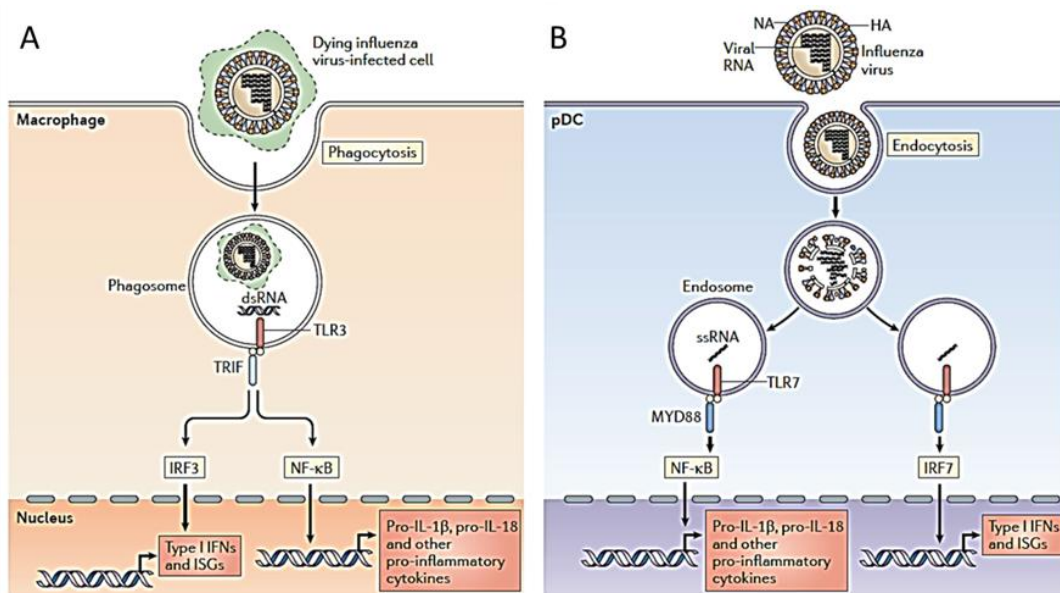 A
Dying influenza
virus-infected cell
Macrophage
Phagocytosis
Phagosome
dsRNA
TLR3
TRIF
IRF3
NF-κB
Nucleus
Type I IFNs
and ISGs
Pro-IL-1β, pro-IL-18
and other
pro-inflammatory
cytokines
B
NA
HA
Viral
RNA
Influenza
virus
pDC
Endocytosis
Endosome
ssRNA
TLR7
MYD88
NF-κB
IRF7
Pro-IL-1β, pro-IL-18
and other
pro-inflammatory
cytokines
Type I IFNs
and ISGs